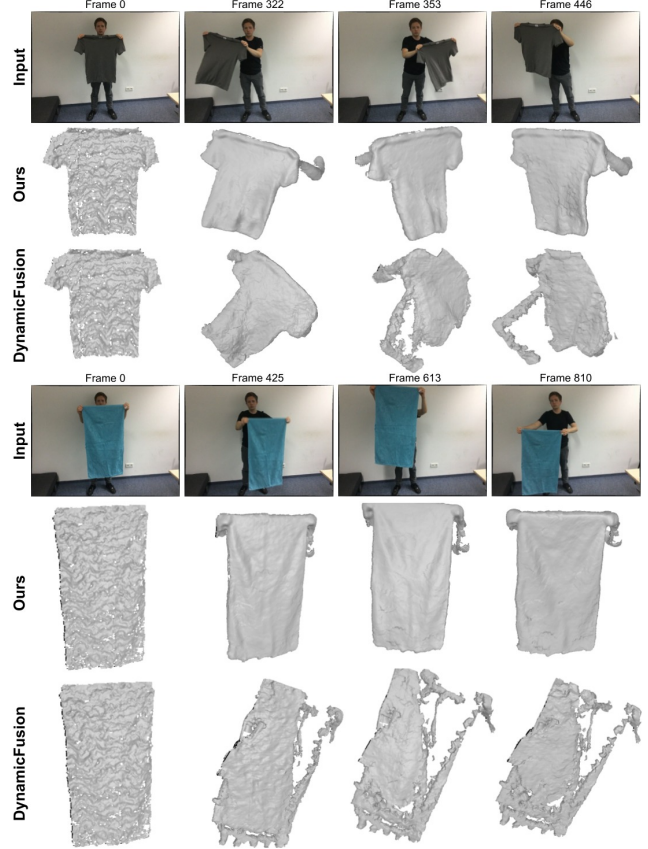 Frame 0 Frame 322 Frame 353 Frame 446
Input
Ours
DynamicFusion
Frame 0 Frame 425 Frame 613 Frame 810
Input
Ours
DynamicFusion